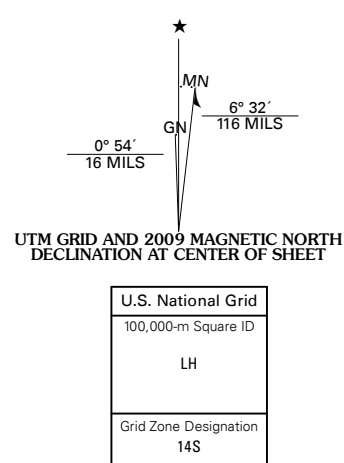 MN
GN
6° 32´
116 MILS
0° 54´
16 MILS
UTM GRID AND 2009 MAGNETIC NORTH
DECLINATION AT CENTER OF SHEET
U.S. National Grid
100,000-m Square ID
LH
Grid Zone Designation
14S